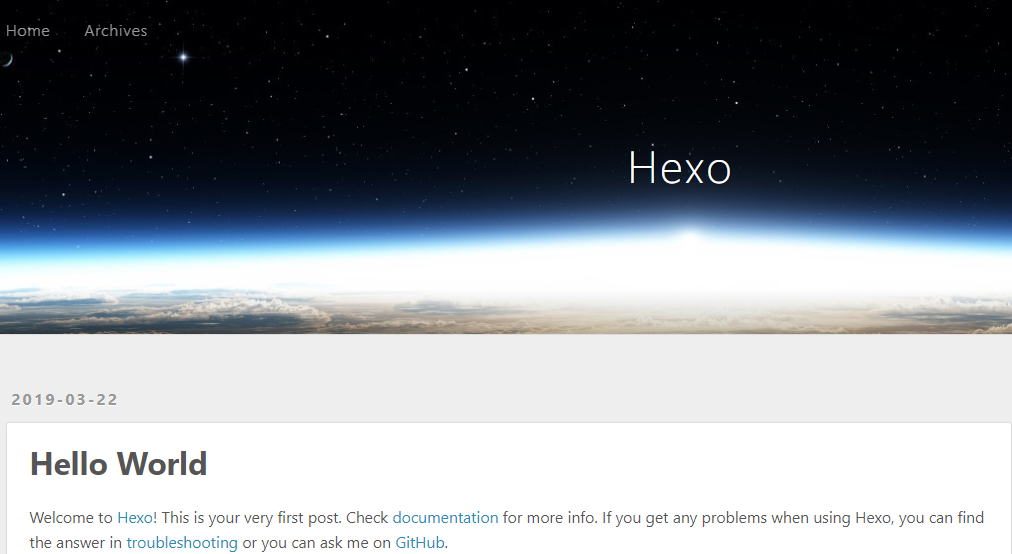 Home Archives
Hexo
2019-03-22
Hello World
Welcome to Hexo! This is your very first post. Check documentation for more info. If you get any problems when using Hexo, you can find
the answer in troubleshooting or you can ask me on GitHub.